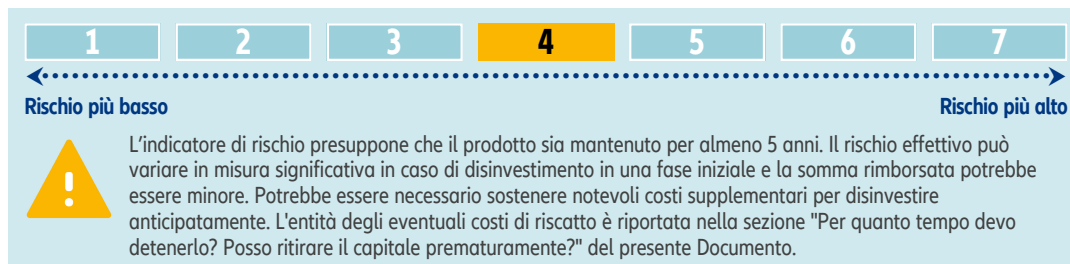 1 2 3 4 5 6 7
Rischio più basso Rischio più alto
L'indicatore di rischio presuppone che il prodotto sia mantenuto per almeno 5 anni. Il rischio effettivo può
variare in misura significativa in caso di disinvestimento in una fase iniziale e la somma rimborsata potrebbe
essere minore. Potrebbe essere necessario sostenere notevoli costi supplementari per disinvestire
anticipatamente. L'entità degli eventuali costi di riscatto è riportata nella sezione "Per quanto tempo devo
detenerlo? Posso ritirare il capitale prematuramente?" del presente Documento.